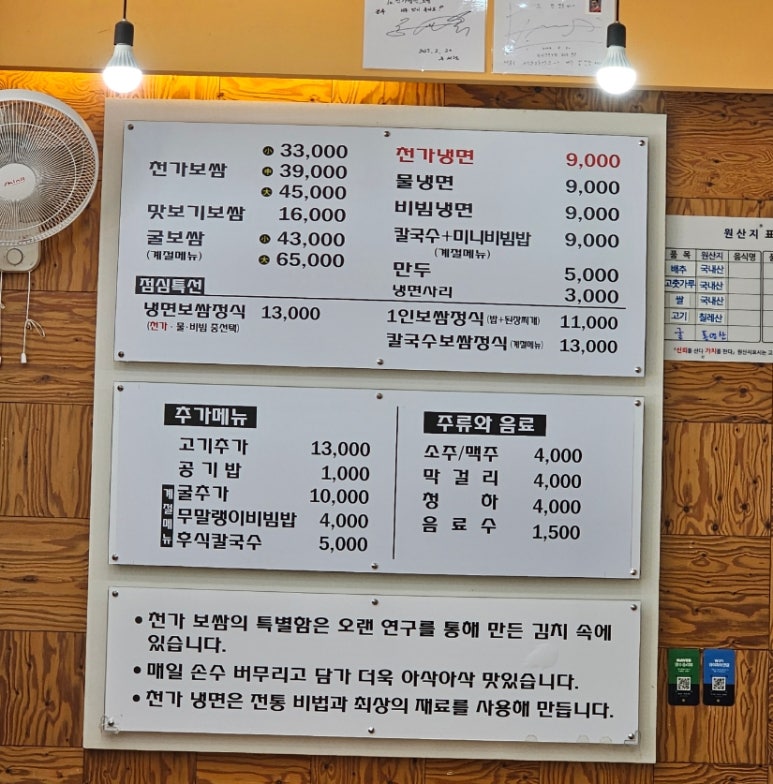 천가보쌈 小 33,000
中 39,000
大 45,000
맛보기보쌈 16,000
굴보쌈 小 43,000
(계절메뉴) 大 65,000
점심특선
냉면보쌈정식 13,000
(천가·물·비빔 중선택)
천가냉면 9,000
물냉면 9,000
비빔냉면 9,000
칼국수+미니비빔밥 9,000
(계절메뉴)
만두 5,000
냉면사리 3,000
1인보쌈정식 (밥+된장찌개) 11,000
칼국수보쌈정식 (계절메뉴) 13,000
추가메뉴
고기추가 13,000
공기밥 1,000
계절메뉴
굴추가 10,000
무말랭이비빔밥 4,000
후식칼국수 5,000
주류와 음료
소주/맥주 4,000
막걸리 4,000
청하 4,000
음료수 1,500
• 천가 보쌈의 특별함은 오랜 연구를 통해 만든 김치 속에
있습니다.
• 매일 손수 버무리고 담가 더욱 아삭아삭 맛있습니다.
• 천가 냉면은 전통 비법과 최상의 재료를 사용해 만듭니다.
원산지 표
품목 원산지 음식명
배추 국내산
고춧가루 국내산
쌀 국내산
고기 칠레산
굴 통영산